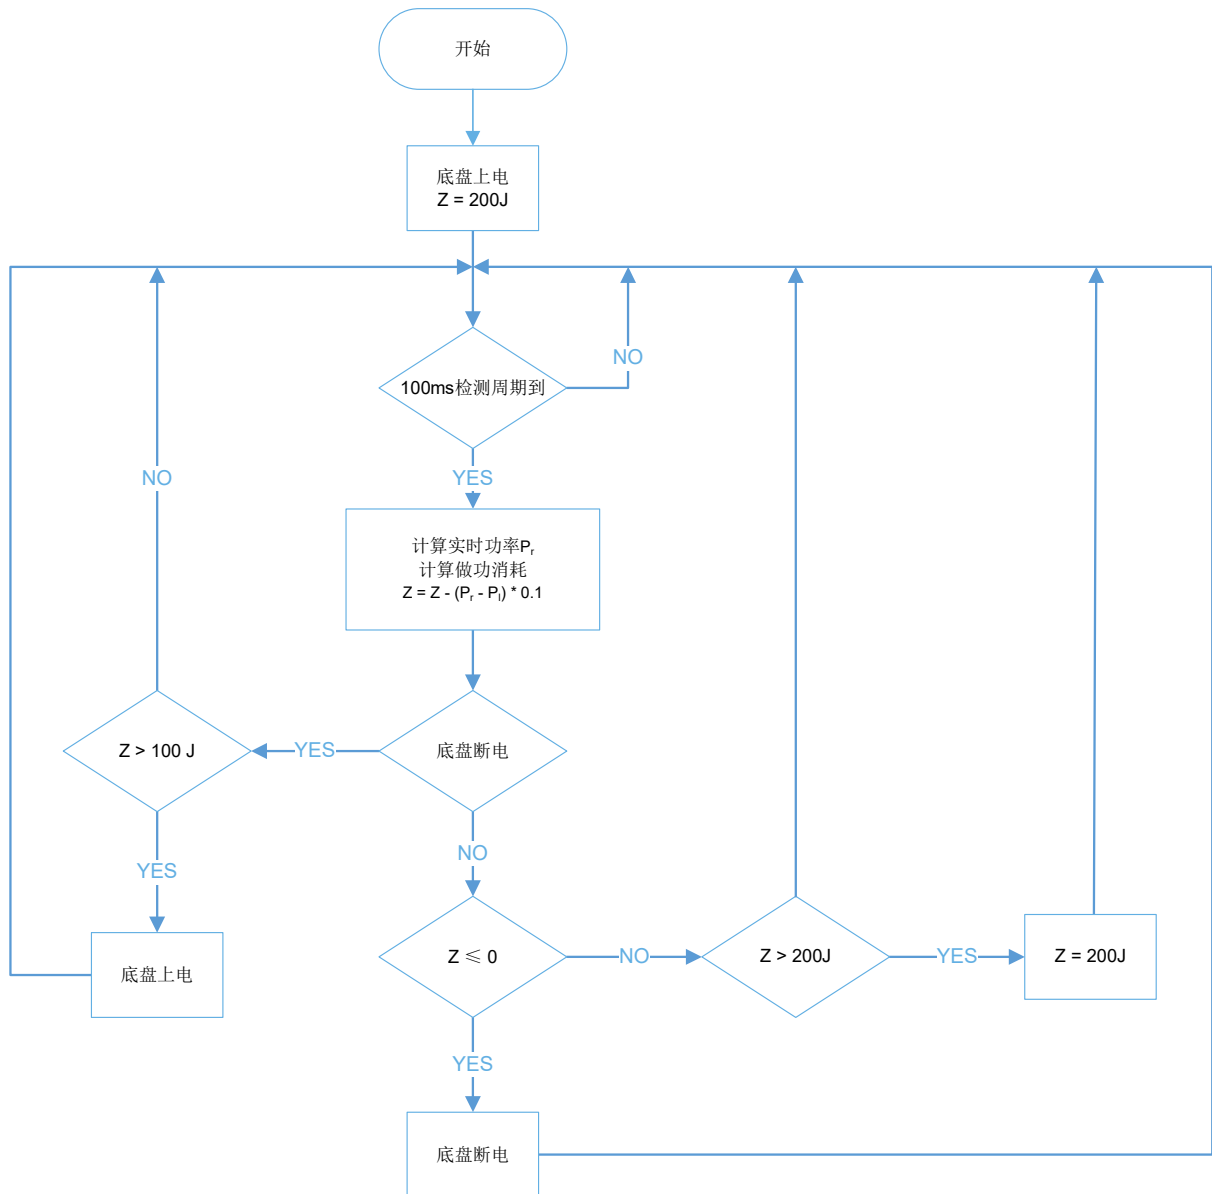 开始
底盘上电
Z = 200J
100ms检测周期到
NO
YES
NO
计算实时功率Pr
计算做功消耗
Z = Z - (Pr - Pl) * 0.1
Z > 100 J
YES
底盘断电
YES
NO
底盘上电
Z ≤ 0
NO
Z > 200J
YES
Z = 200J
YES
底盘断电